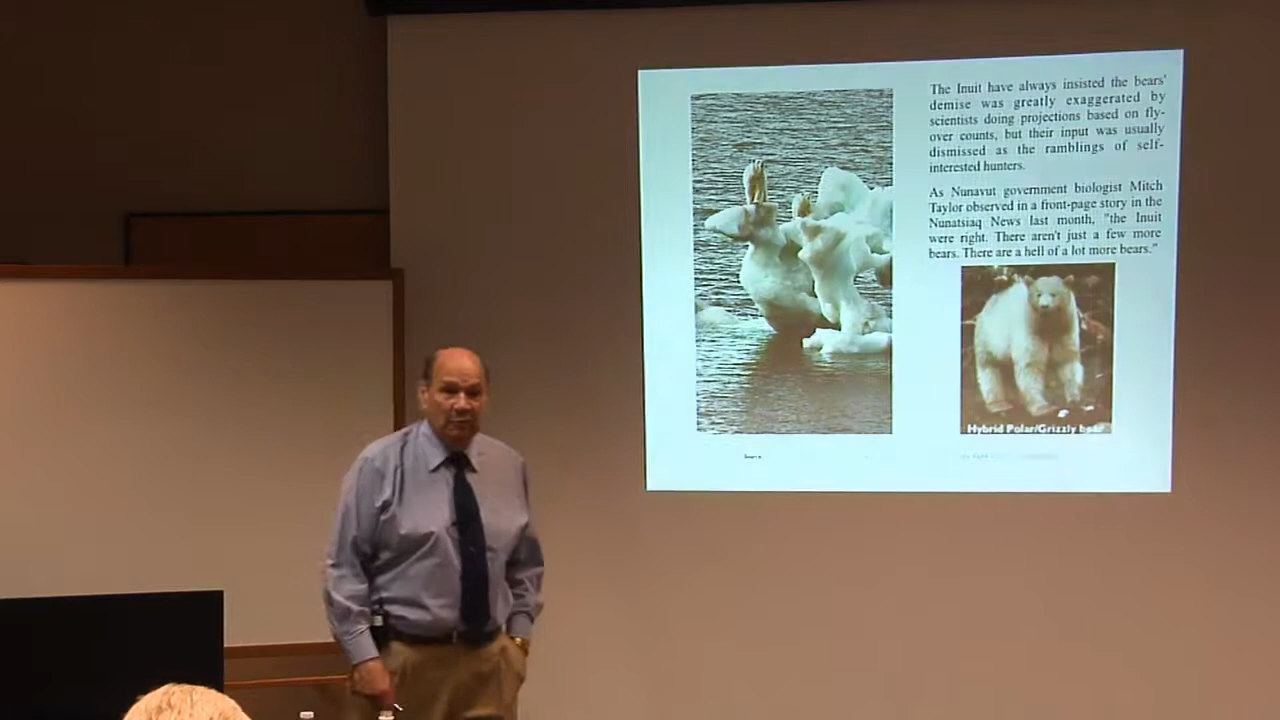 The Inuit have always insisted the bears'
demise was greatly exaggerated by
scientists doing projections based on fly-
over counts, but their input was usually
dismissed as the ramblings of self-
interested hunters.
As Nunavut government biologist Mitch
Taylor observed in a front-page story in the
Nunatsiaq News last month, "the Inuit
were right. There aren't just a few more
bears. There are a hell of a lot more bears."
Hybrid Polar/Grizzly bear